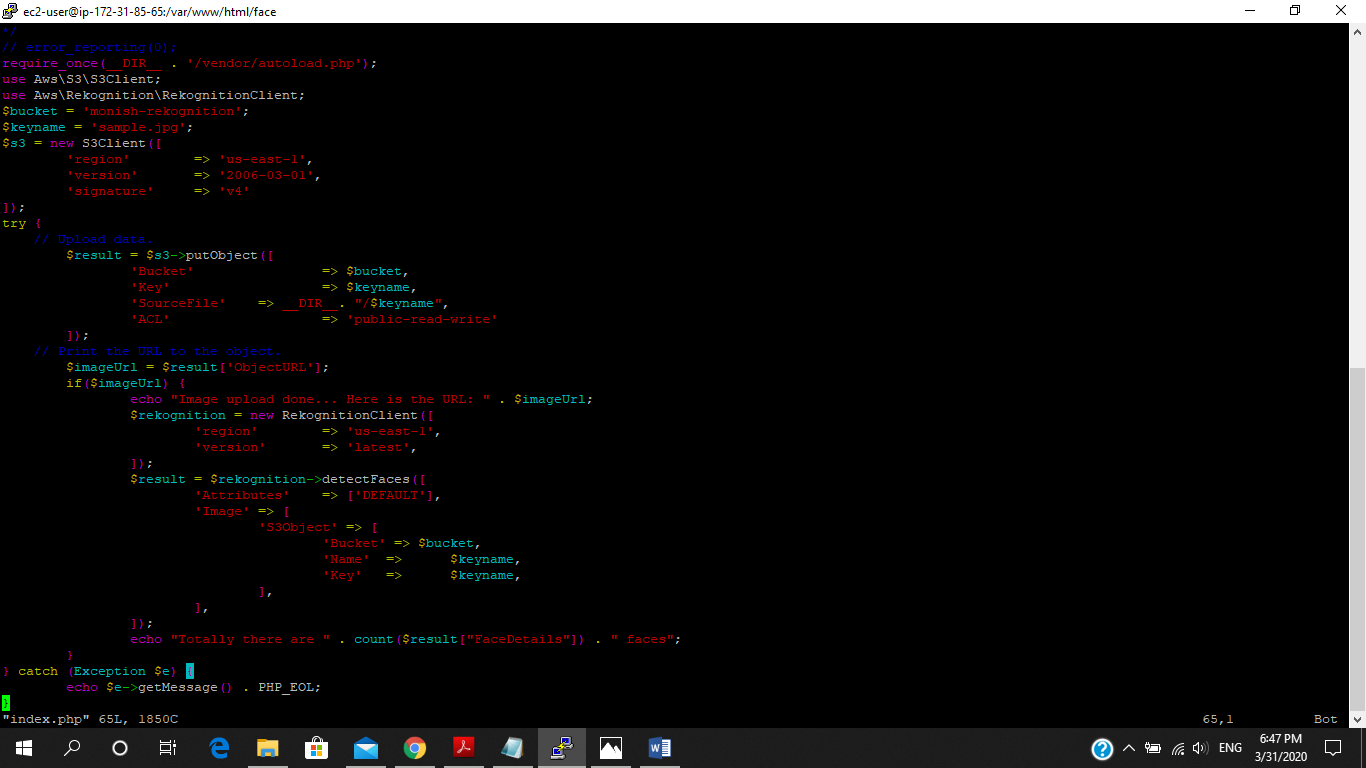 ec2-user@ip-172-31-85-65:/var/www/html/face
*/
// error_reporting(0);
require_once(__DIR__ . '/vendor/autoload.php');
use Aws\S3\S3Client;
use Aws\Rekognition\RekognitionClient;
$bucket = 'monish-rekognition';
$keyname = 'sample.jpg';
$s3 = new S3Client([
        'region'        => 'us-east-1',
        'version'       => '2006-03-01',
        'signature'     => 'v4'
]);
try {
    // Upload data.
        $result = $s3->putObject([
                'Bucket'                => $bucket,
                'Key'                   => $keyname,
                'SourceFile'    => __DIR__. "/$keyname",
                'ACL'                   => 'public-read-write'
        ]);
    // Print the URL to the object.
        $imageUrl = $result['ObjectURL'];
        if($imageUrl) {
                echo "Image upload done... Here is the URL: " . $imageUrl;
                $rekognition = new RekognitionClient([
                        'region'        => 'us-east-1',
                        'version'       => 'latest',
                ]);
                $result = $rekognition->detectFaces([
                        'Attributes'    => ['DEFAULT'],
                        'Image' => [
                                'S3Object' => [
                                        'Bucket' => $bucket,
                                        'Name'  =>      $keyname,
                                        'Key'   =>      $keyname,
                                ],
                        ],
                ]);
                echo "Totally there are " . count($result["FaceDetails"]) . " faces";
        }
} catch (Exception $e) {
        echo $e->getMessage() . PHP_EOL;
}
"index.php" 65L, 1850C 65,1 Bot
ENG
6:47 PM
3/31/2020